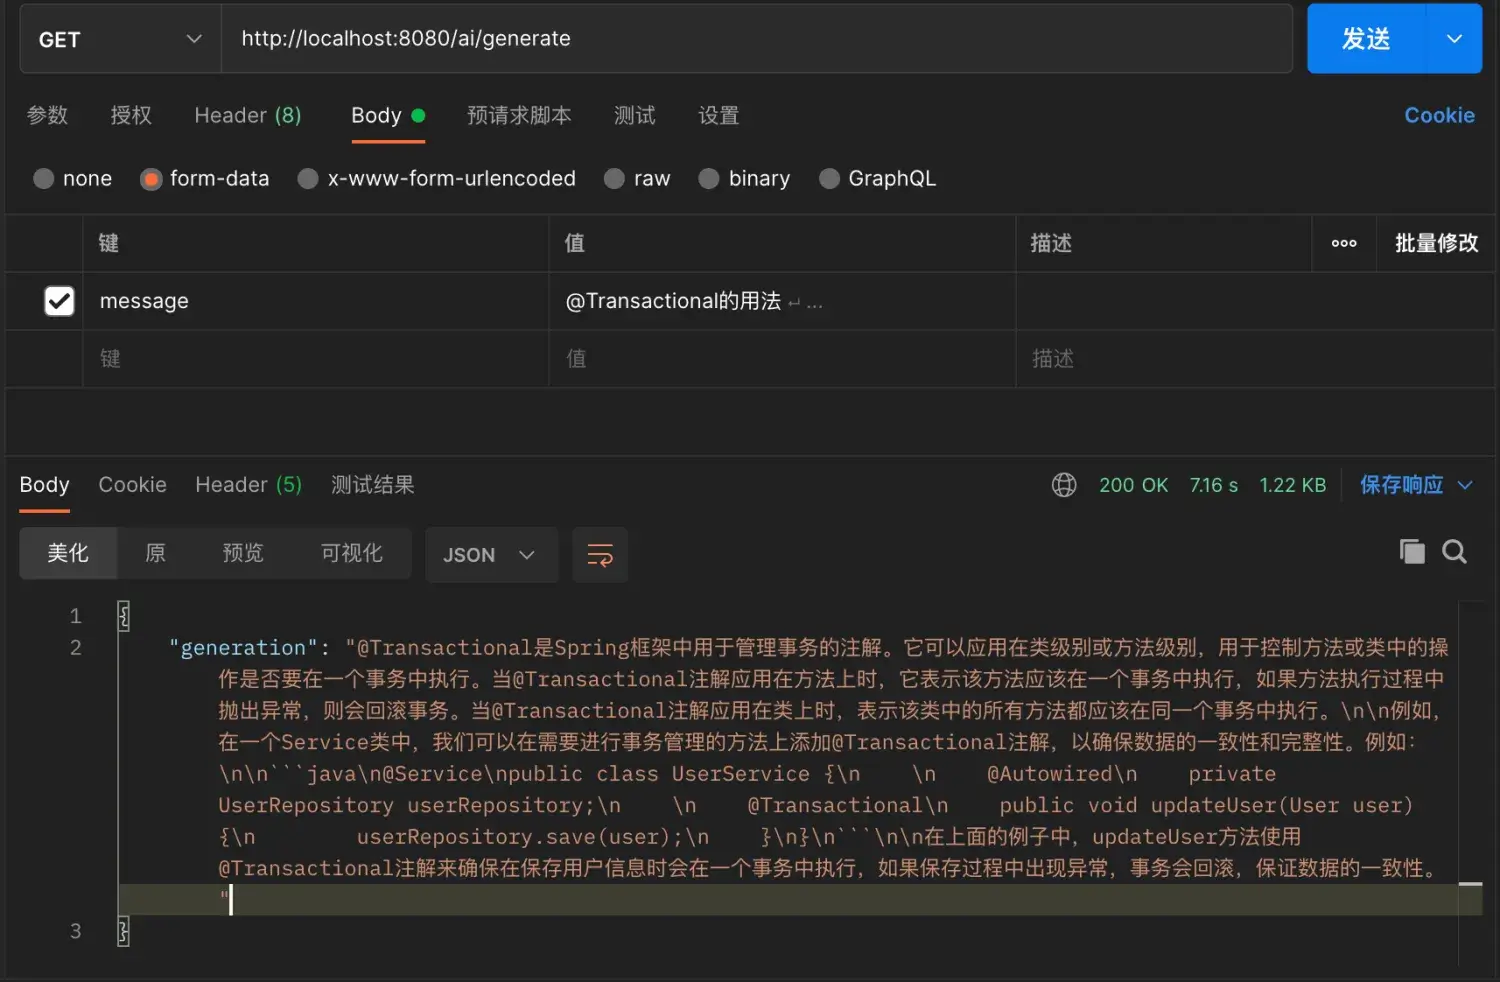 GET http://localhost:8080/ai/generate 发送
参数 授权 Header (8) Body 预请求脚本 测试 设置 Cookie
none form-data x-www-form-urlencoded raw binary GraphQL
键 值 描述 ooo 批量修改
message @Transactional的用法 ↵ ...
键 值 描述
Body Cookie Header (5) 测试结果 200 OK 7.16 s 1.22 KB 保存响应
美化 原 预览 可视化 JSON
1 {
2 "generation": "@Transactional是Spring框架中用于管理事务的注解。它可以应用在类级别或方法级别，用于控制方法或类中的操
作是否要在一个事务中执行。当@Transactional注解应用在方法上时，它表示该方法应该在一个事务中执行，如果方法执行过程中
抛出异常，则会回滚事务。当@Transactional注解应用在类上时，表示该类中的所有方法都应该在同一个事务中执行。\n\n例如，
在一个Service类中，我们可以在需要进行事务管理的方法上添加@Transactional注解，以确保数据的一致性和完整性。例如：
\n\n```java\n@Service\npublic class UserService {\n    \n    @Autowired\n    private
UserRepository userRepository;\n    \n    @Transactional\n    public void updateUser(User user)
{\n        userRepository.save(user);\n    }\n}\n```\n\n在上面的例子中，updateUser方法使用
@Transactional注解来确保在保存用户信息时会在一个事务中执行，如果保存过程中出现异常，事务会回滚，保证数据的一致性。
"
3 }